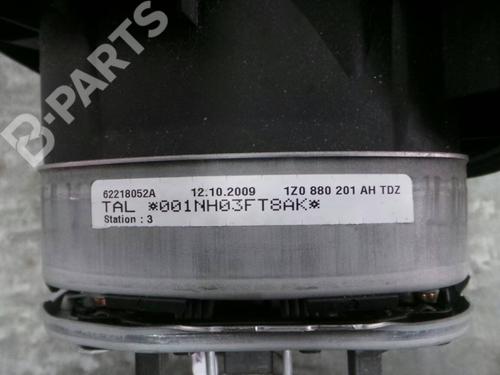 B-PARTS
62218052A 12.10.2009 1Z0 880 201 AH TDZ
TAL *001NH03FT8AK*
Station : 3